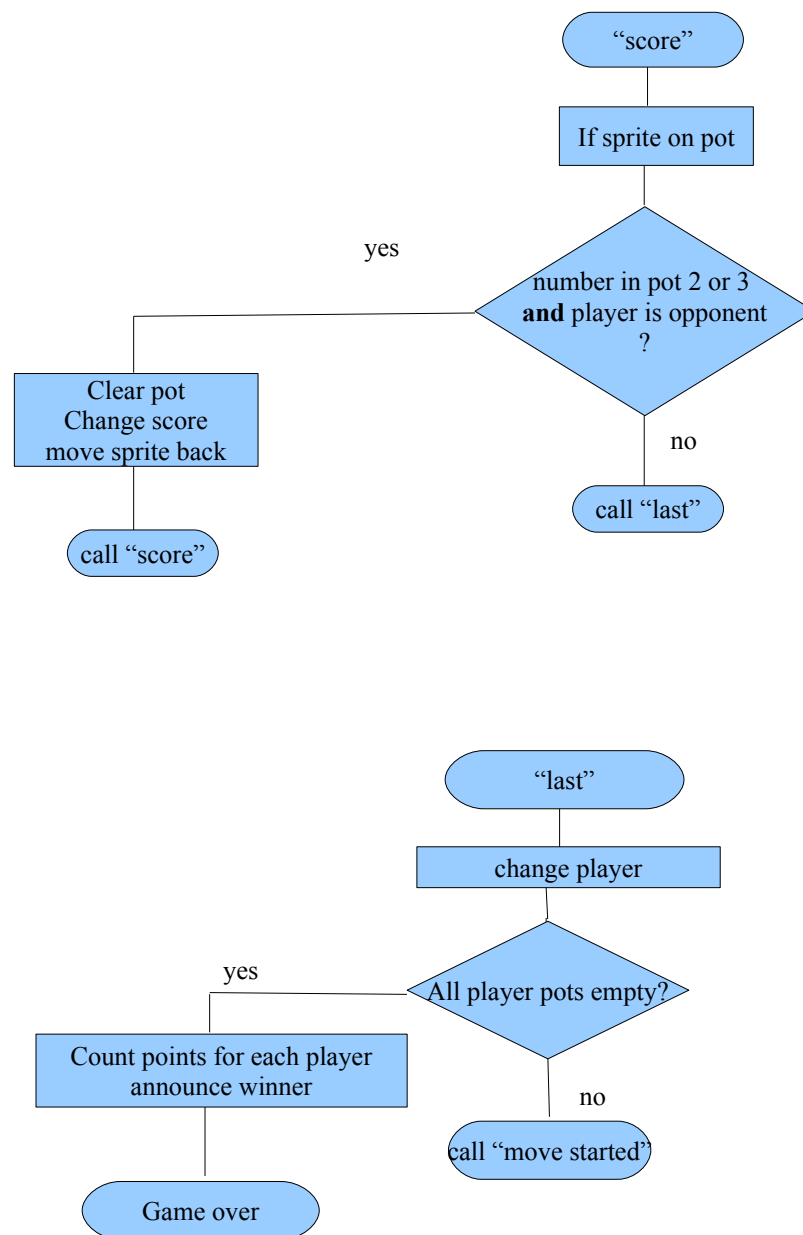 “score”
If sprite on pot
yes
number in pot 2 or 3
and player is opponent
?
Clear pot
Change score
move sprite back
no
call “last”
call “score”
“last”
change player
yes
All player pots empty?
Count points for each player
announce winner
no
call “move started”
Game over